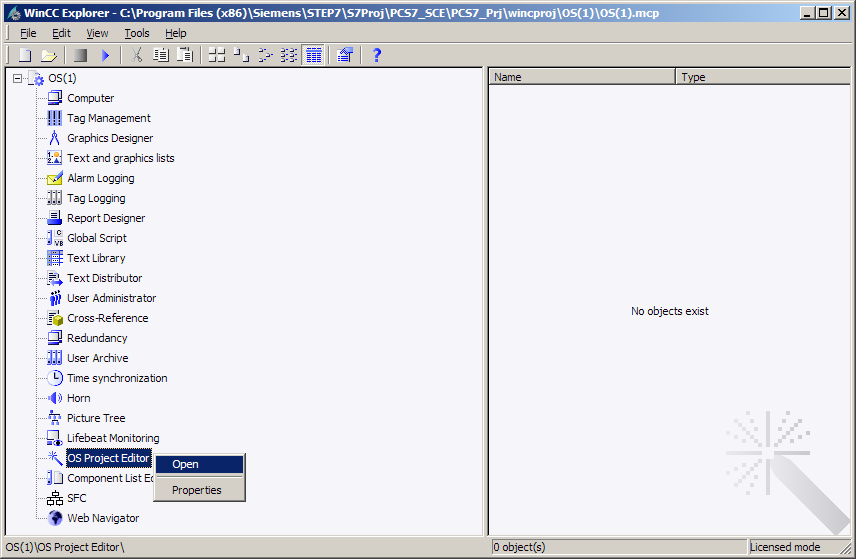 WinCC Explorer - C:\Program Files (x86)\Siemens\STEP7\S7Proj\PCS7_SCE\PCS7_Prj\wincproj\OS(1)\OS(1).mcp
File Edit View Tools Help
OS(1)
Computer
Tag Management
Graphics Designer
Text and graphics lists
Alarm Logging
Tag Logging
Report Designer
Global Script
Text Library
Text Distributor
User Administrator
Cross-Reference
Redundancy
User Archive
Time synchronization
Horn
Picture Tree
Lifebeat Monitoring
OS Project Editor
Component List Ed
SFC
Web Navigator
Open
Properties
Name Type
No objects exist
OS(1)\OS Project Editor\
0 object(s)
Licensed mode